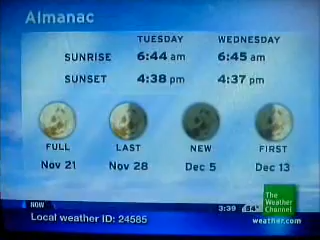 Almanac
TUESDAY WEDNESDAY
SUNRISE 6:44 am 6:45 am
SUNSET 4:38 pm 4:37 pm
FULL LAST NEW FIRST
Nov 21 Nov 28 Dec 5 Dec 13
The
Weather
Channel
NOW 3:39
Local weather ID: 24585 weather.com